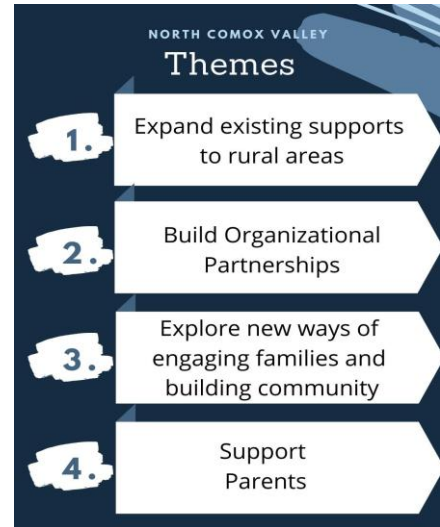 NORTH COMOX VALLEY
Themes
1.
Expand existing supports
to rural areas
2.
Build Organizational
Partnerships
3.
Explore new ways of
engaging families and
building community
4.
Support
Parents